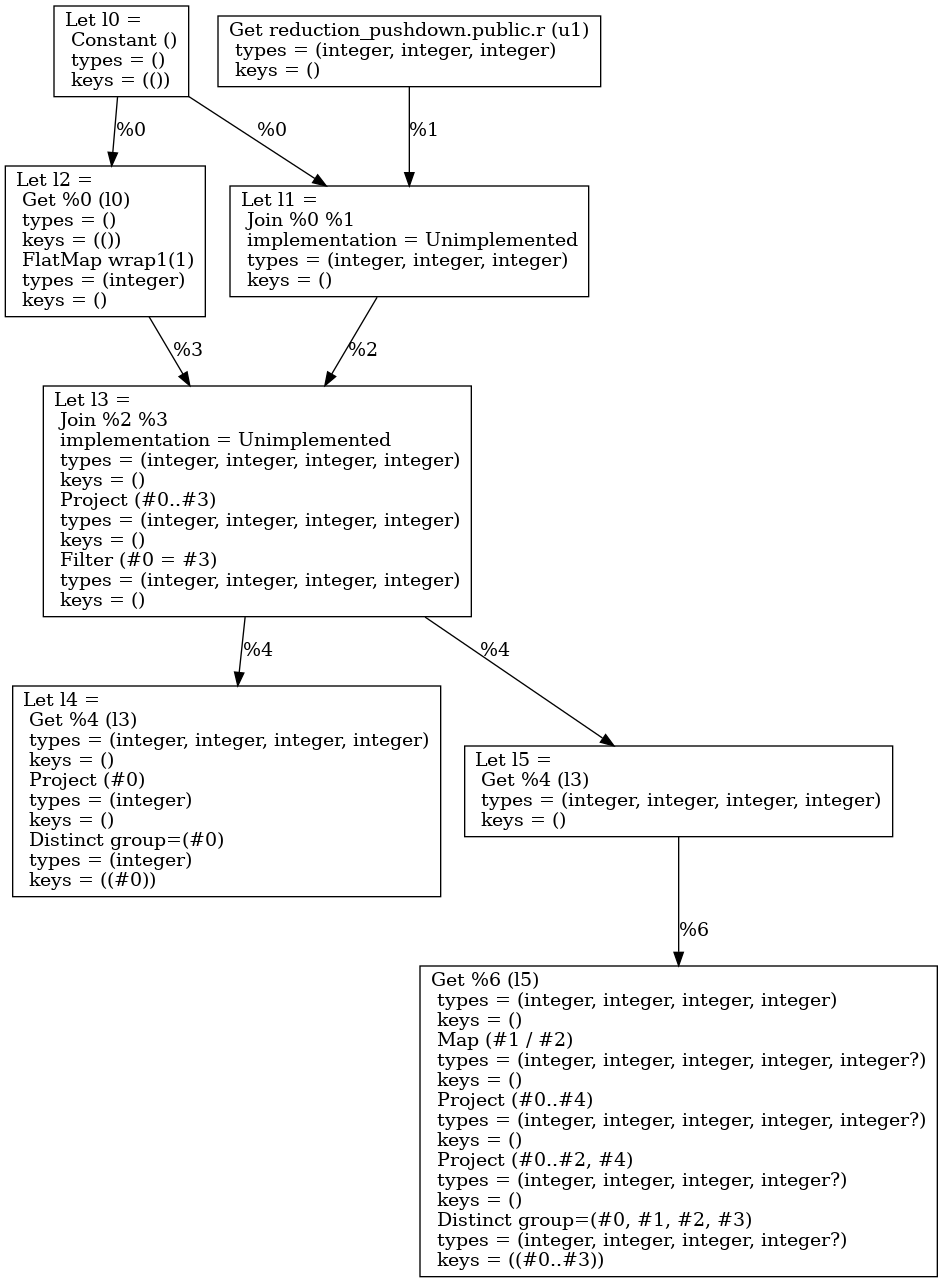 Let l0 =
Constant ()
types = ()
keys = (())
Get reduction_pushdown.public.r (u1)
types = (integer, integer, integer)
keys = ()
%0
%0
%1
Let l2 =
Get %0 (l0)
types = ()
keys = (())
FlatMap wrap1(1)
types = (integer)
keys = ()
Let l1 =
Join %0 %1
implementation = Unimplemented
types = (integer, integer, integer)
keys = ()
%3
%2
Let l3 =
Join %2 %3
implementation = Unimplemented
types = (integer, integer, integer, integer)
keys = ()
Project (#0..#3)
types = (integer, integer, integer, integer)
keys = ()
Filter (#0 = #3)
types = (integer, integer, integer, integer)
keys = ()
%4
%4
Let l4 =
Get %4 (l3)
types = (integer, integer, integer, integer)
keys = ()
Project (#0)
types = (integer)
keys = ()
Distinct group=(#0)
types = (integer)
keys = ((#0))
Let l5 =
Get %4 (l3)
types = (integer, integer, integer, integer)
keys = ()
%6
Get %6 (l5)
types = (integer, integer, integer, integer)
keys = ()
Map (#1 / #2)
types = (integer, integer, integer, integer, integer?)
keys = ()
Project (#0..#4)
types = (integer, integer, integer, integer, integer?)
keys = ()
Project (#0..#2, #4)
types = (integer, integer, integer, integer?)
keys = ()
Distinct group=(#0, #1, #2, #3)
types = (integer, integer, integer, integer?)
keys = ((#0..#3))